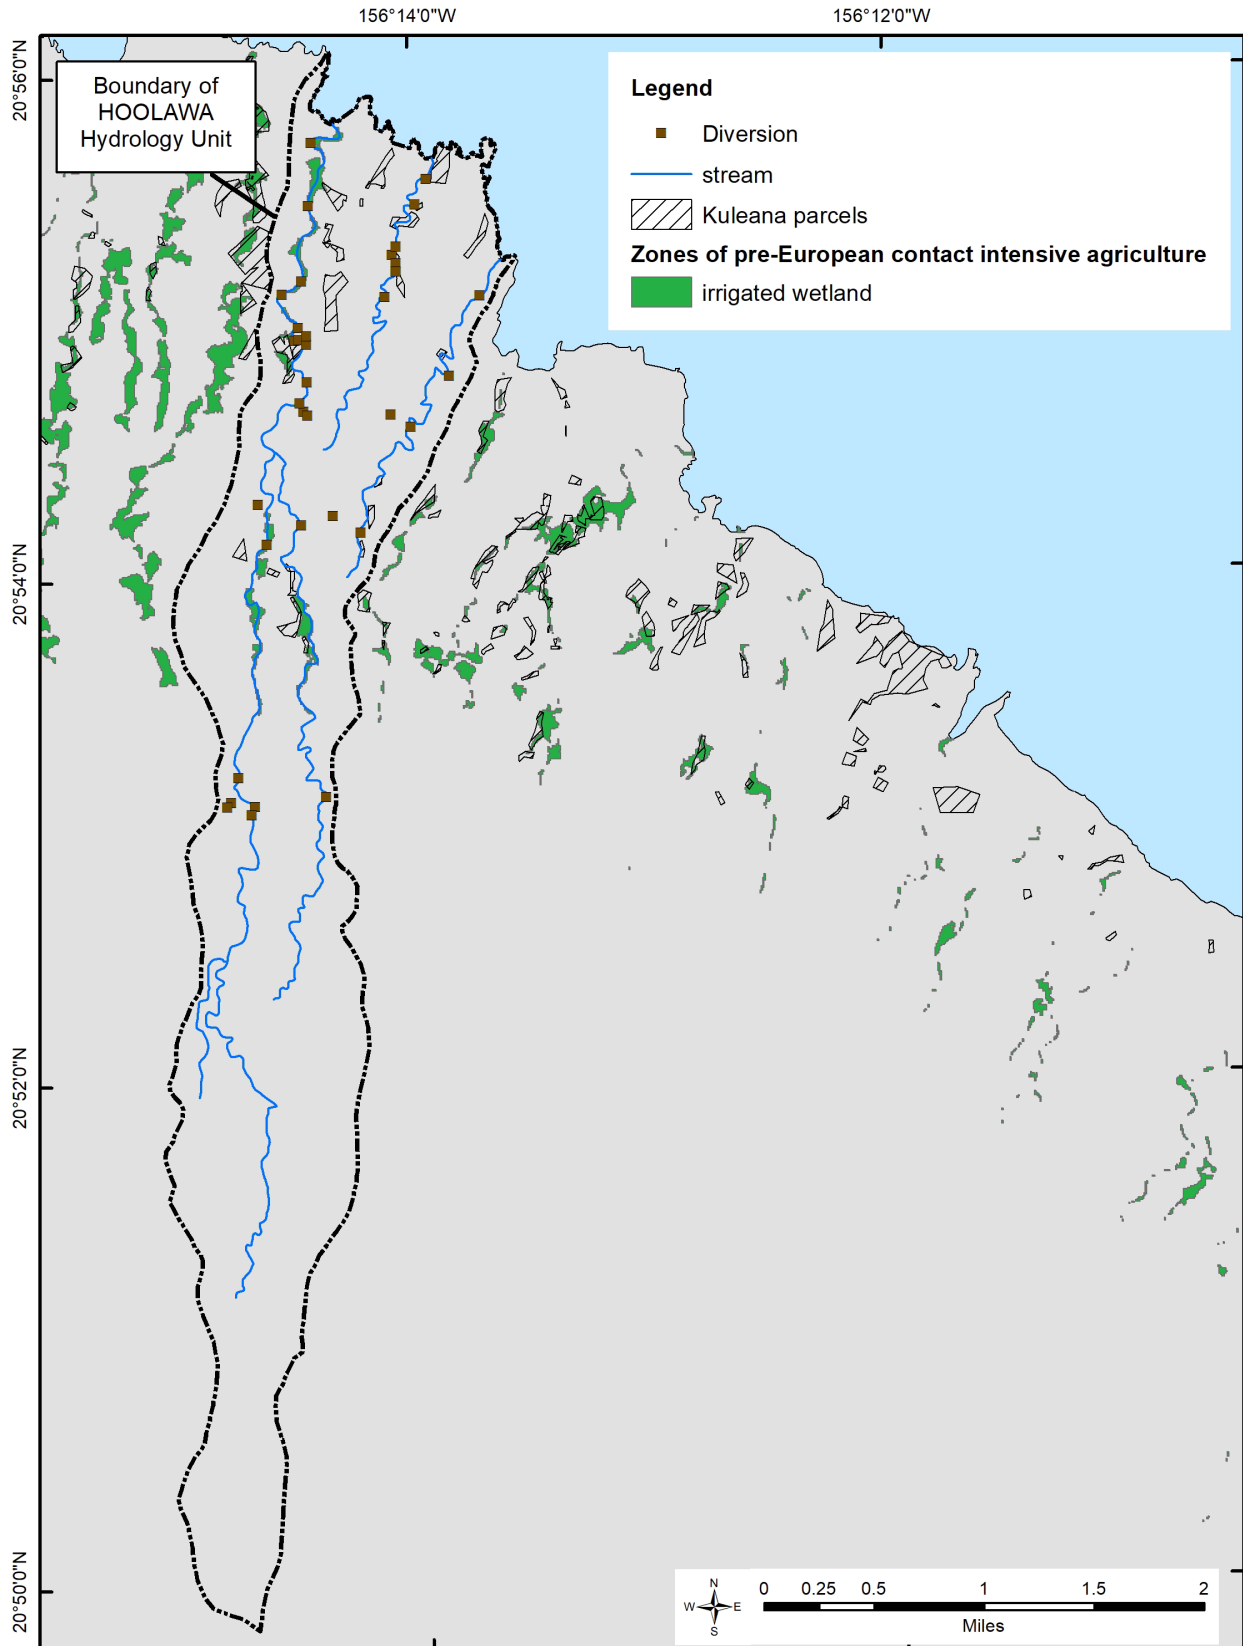 156°14'0"W
156°12'0"W
20°56'0"N
Boundary of
HOOLAWA
Hydrology Unit
Legend
Diversion
stream
Kuleana parcels
Zones of pre-European contact intensive agriculture
irrigated wetland
20°54'0"N
20°52'0"N
20°50'0"N
N
W E
S
0 0.25 0.5 1 1.5 2
Miles